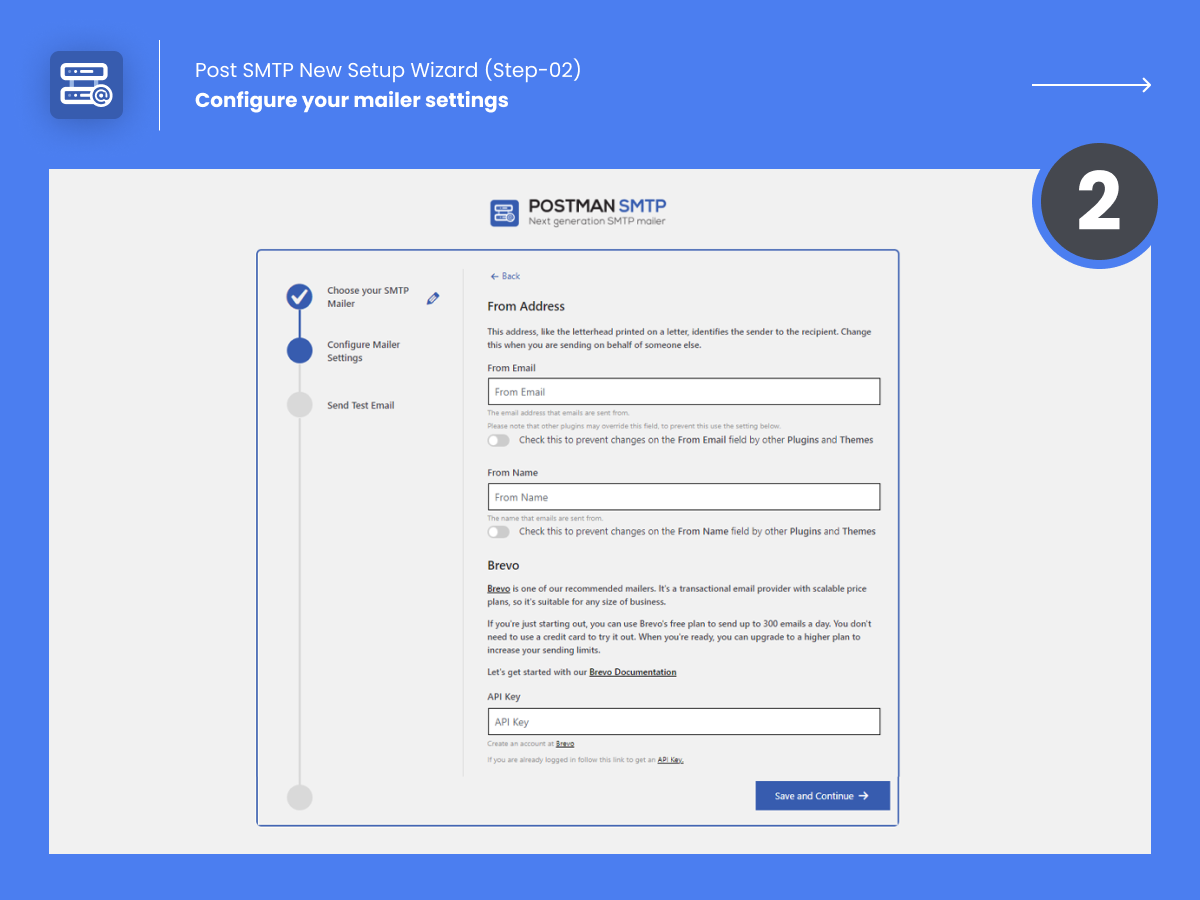 Post SMTP New Setup Wizard (Step-02)
Configure your mailer settings
2
POSTMAN SMTP
Next generation SMTP mailer
Choose your SMTP
Mailer
Configure Mailer
Settings
Send Test Email
← Back
From Address
This address, like the letterhead printed on a letter, identifies the sender to the recipient. Change
this when you are sending on behalf of someone else.
From Email
From Email
The email address that emails are sent from.
Please note that other plugins may override this field, to prevent this use the setting below.
Check this to prevent changes on the From Email field by other Plugins and Themes
From Name
From Name
The name that emails are sent from.
Check this to prevent changes on the From Name field by other Plugins and Themes
Brevo
Brevo is one of our recommended mailers. It's a transactional email provider with scalable price
plans, so it's suitable for any size of business.
If you're just starting out, you can use Brevo's free plan to send up to 300 emails a day. You don't
need to use a credit card to try it out. When you're ready, you can upgrade to a higher plan to
increase your sending limits.
Let's get started with our Brevo Documentation
API Key
API Key
Create an account at Brevo
If you are already logged in follow this link to get an API Key.
Save and Continue →